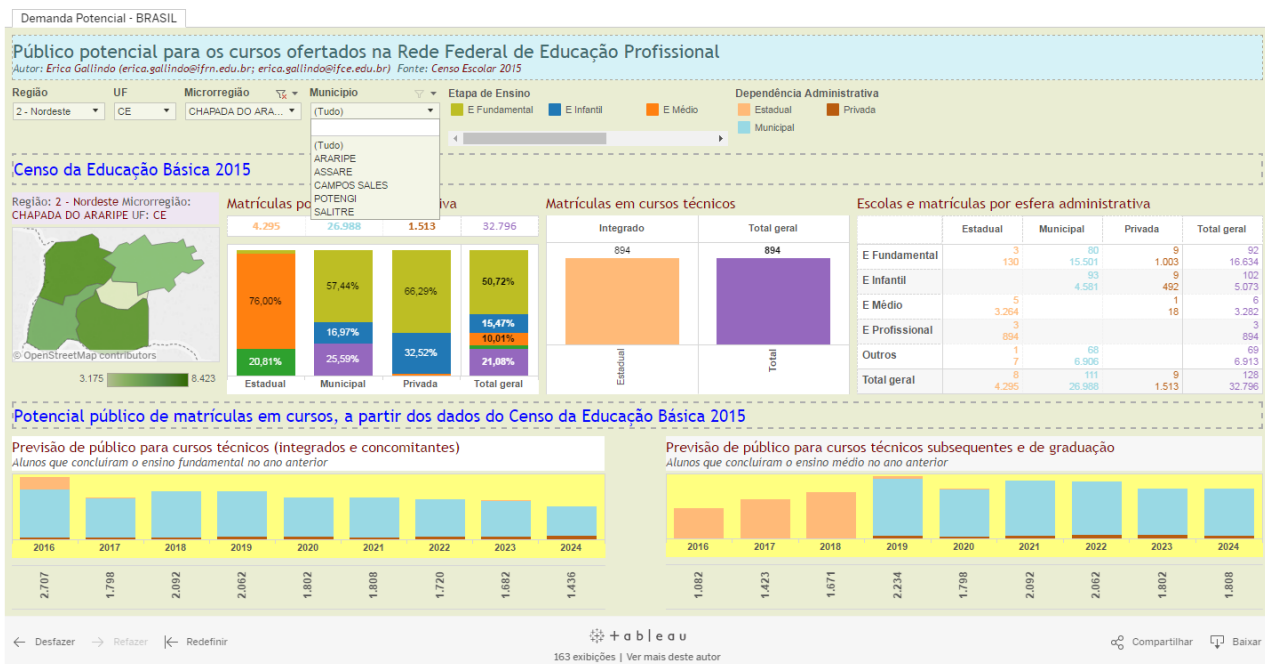 Demanda Potencial - BRASIL
Público potencial para os cursos ofertados na Rede Federal de Educação Profissional
Autor: Erica Gallindo (erica.gallindo@ifrn.edu.br; erica.gallindo@ifce.edu.br) Fonte: Censo Escolar 2015
Região UF Microrregião Municipio Etapa de Ensino Dependência Administrativa
2 - Nordeste CE CHAPADA DO ARA... (Tudo) E Fundamental E Infantil E Médio Estadual Privada
Municipal
(Tudo)
ARARIPE
ASSARE
CAMPOS SALES
POTENGI
SALITRE
Censo da Educação Básica 2015
Região: 2 - Nordeste Microrregião:
CHAPADA DO ARARIPE UF: CE
© OpenStreetMap contributors
3.175 8.423
Matrículas po iva
4.295 26.988 1.513 32.796
76,00% 20,81%
57,44% 16,97% 25,59%
66,29% 32,52%
50,72% 15,47% 10,01% 21,08%
Estadual Municipal Privada Total geral
Matrículas em cursos técnicos
Integrado Total geral
894 894
Estadual Total
Escolas e matrículas por esfera administrativa
Estadual Municipal Privada Total geral
E Fundamental 3 80 9 92
130 15.501 1.003 16.634
E Infantil 93 9 102
4.581 492 5.073
E Médio 5 1 6
3.264 18 3.282
E Profissional 3 3
894 894
Outros 1 68 69
7 6.906 6.913
Total geral 8 111 9 128
4.295 26.988 1.513 32.796
Potencial público de matrículas em cursos, a partir dos dados do Censo da Educação Básica 2015
Previsão de público para cursos técnicos (integrados e concomitantes)
Alunos que concluiram o ensino fundamental no ano anterior
2016 2017 2018 2019 2020 2021 2022 2023 2024
2.707 1.798 2.092 2.062 1.802 1.808 1.720 1.682 1.436
Previsão de público para cursos técnicos subsequentes e de graduação
Alunos que concluiram o ensino médio no ano anterior
2016 2017 2018 2019 2020 2021 2022 2023 2024
1.082 1.423 1.671 2.234 1.798 2.092 2.062 1.802 1.808
Desfazer Refazer Redefinir
+ a b l e a u
163 exibições | Ver mais deste autor
Compartilhar Baixar